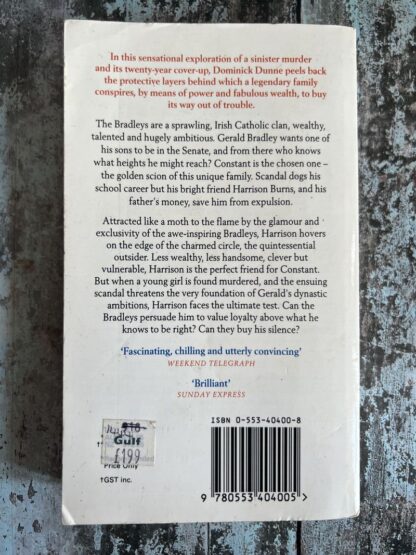 In this sensational exploration of a sinister murder
and its twenty-year cover-up, Dominick Dunne peels back
the protective layers behind which a legendary family
conspires, by means of power and fabulous wealth, to buy
its way out of trouble.
The Bradleys are a sprawling, Irish Catholic clan, wealthy,
talented and hugely ambitious. Gerald Bradley wants one of
his sons to be in the Senate, and from there who knows
what heights he might reach? Constant is the chosen one –
the golden scion of this unique family. Scandal dogs his
school career but his bright friend Harrison Burns, and his
father's money, save him from expulsion.
Attracted like a moth to the flame by the glamour and
exclusivity of the awe-inspiring Bradleys, Harrison hovers
on the edge of the charmed circle, the quintessential
outsider. Less wealthy, less handsome, clever but
vulnerable, Harrison is the perfect friend for Constant.
But when a young girl is found murdered, and the ensuing
scandal threatens the very foundation of Gerald's dynastic
ambitions, Harrison faces the ultimate test. Can the
Bradleys persuade him to value loyalty above what he
knows to be right? Can they buy his silence?
'Fascinating, chilling and utterly convincing'
WEEKEND TELEGRAPH
'Brilliant'
SUNDAY EXPRESS
ISBN 0-553-40400-8
Gulf
£199
Price Only
†GST inc.
9 780553 404005 >